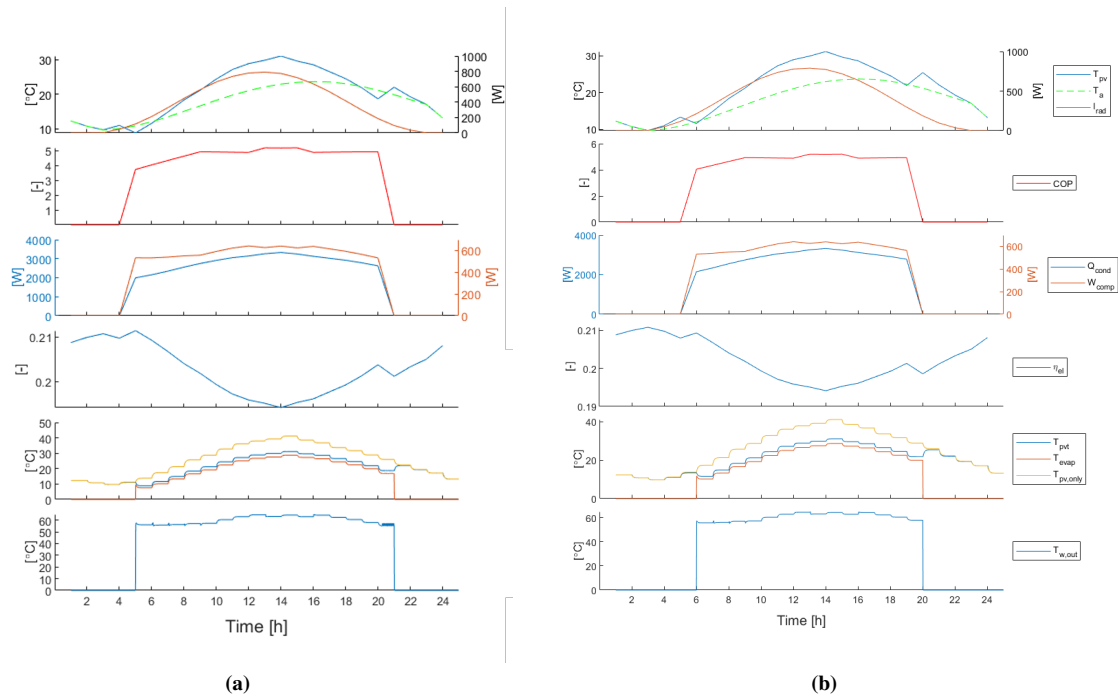 30
20
10
[°C]
1000
800
600
400
200
0
[W]
5
4
3
2
1
[-]
4000
3000
2000
1000
0
[W]
600
400
200
0
[W]
0.21
0.2
[-]
50
40
30
20
10
0
[°C]
60
50
40
30
20
10
0
[°C]
2 4 6 8 10 12 14 16 18 20 22 24
Time [h]
(a)
30
20
10
[°C]
1000
500
0
[W]
T_pv
T_a
I_rad
6
4
2
0
[-]
COP
4000
2000
0
[W]
600
400
200
0
[W]
Q_cond
W_comp
0.21
0.2
0.19
[-]
η_el
40
20
0
[°C]
T_pvt
T_evap
T_pv,only
60
40
20
0
[°C]
T_w,out
2 4 6 8 10 12 14 16 18 20 22 24
Time [h]
(b)